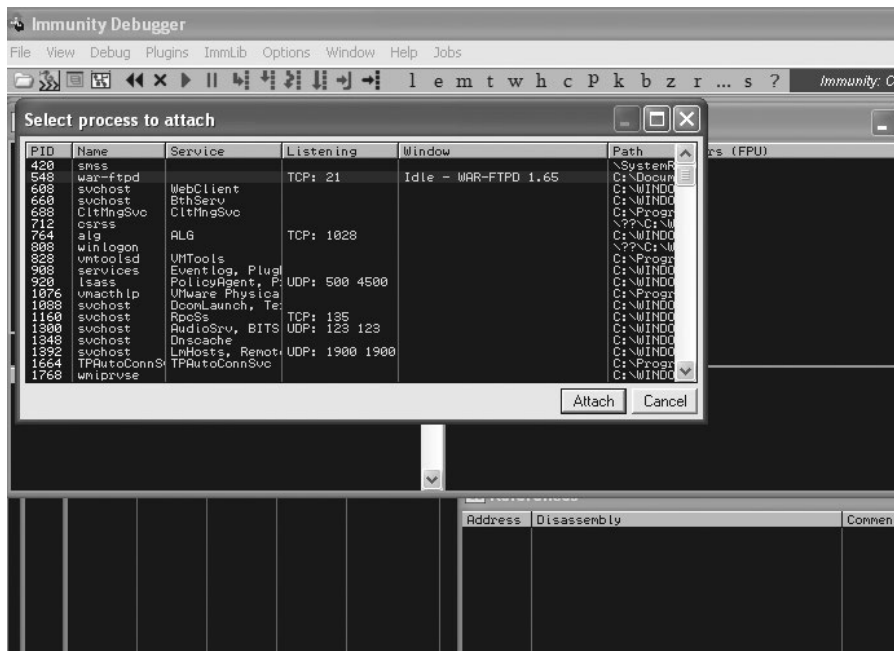 Immunity Debugger
File View Debug Plugins ImmLib Options Window Help Jobs
l e m t w h c P k b z r ... s ? Immunity: C
Select process to attach
rs (FPU)
PID Name Service Listening Window Path
420 smss \SystemR
548 war-ftpd TCP: 21 Idle - WAR-FTPD 1.65 C:\Docum
608 svchost WebClient C:\WINDO
660 svchost BthServ C:\WINDO
688 CltMngSvc CltMngSvc C:\Progr
712 csrss \??\C:\W
764 alg ALG TCP: 1028 C:\WINDO
808 winlogon \??\C:\W
828 vmtoolsd VMTools C:\Progr
908 services Eventlog, Plug C:\WINDO
920 lsass PolicyAgent, P UDP: 500 4500 C:\WINDO
1076 vmacthlp VMware Physica C:\Progr
1088 svchost DcomLaunch, Te C:\WINDO
1160 svchost RpcSs TCP: 135 C:\WINDO
1300 svchost AudioSrv, BITS UDP: 123 123 C:\WINDO
1348 svchost Dnscache C:\WINDO
1392 svchost LmHosts, Remot UDP: 1900 1900 C:\WINDO
1664 TPAutoConnS TPAutoConnSvc C:\Progr
1768 wmiprvse C:\WINDO
Attach Cancel
References
Address Disassembly Commen